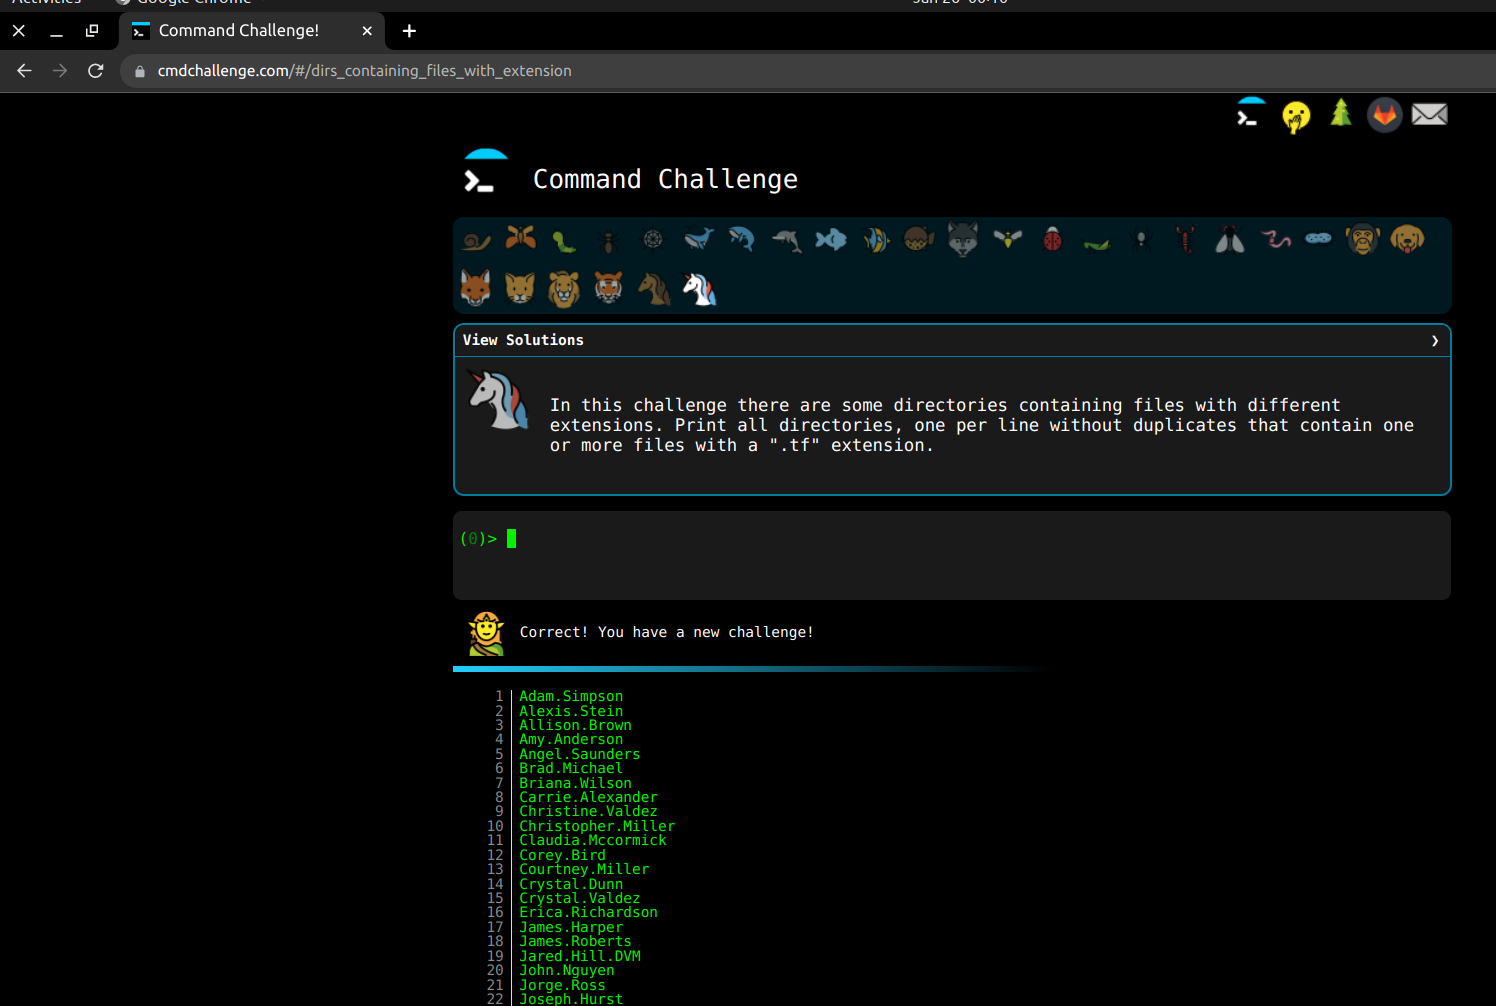 Activities Google Chrome
Command Challenge!
cmdchallenge.com/#/dirs_containing_files_with_extension
Command Challenge
View Solutions
In this challenge there are some directories containing files with different
extensions. Print all directories, one per line without duplicates that contain one
or more files with a ".tf" extension.
(0)>
Correct! You have a new challenge!
1 Adam.Simpson
2 Alexis.Stein
3 Allison.Brown
4 Amy.Anderson
5 Angel.Saunders
6 Brad.Michael
7 Briana.Wilson
8 Carrie.Alexander
9 Christine.Valdez
10 Christopher.Miller
11 Claudia.Mccormick
12 Corey.Bird
13 Courtney.Miller
14 Crystal.Dunn
15 Crystal.Valdez
16 Erica.Richardson
17 James.Harper
18 James.Roberts
19 Jared.Hill.DVM
20 John.Nguyen
21 Jorge.Ross
22 Joseph.Hurst